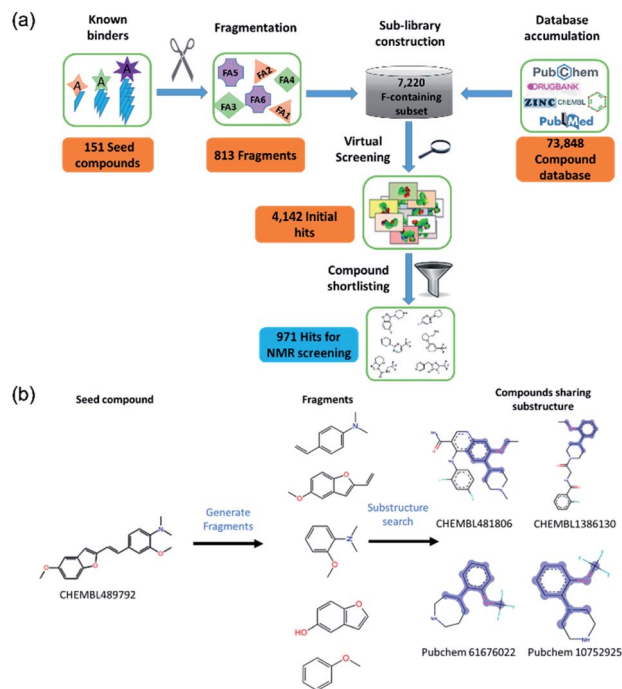 (a)
Known
binders
Fragmentation
Sub-library
construction
Database
accumulation
A
A
A
FA5
FA2
FA4
FA3
FA6
FA1
7,220
F-containing
subset
PubChem
DRUGBANK
ZINC ChEMBL
PubMed
151 Seed
compounds
813 Fragments
Virtual
Screening
73,848
Compound
database
4,142 Initial
hits
Compound
shortlisting
971 Hits for
NMR screening
(b)
Seed compound
Fragments
Compounds sharing
substructure
Generate
Fragments
Substructure
search
CHEMBL489792
CHEMBL481806
CHEMBL1386130
Pubchem 61676022
Pubchem 10752925